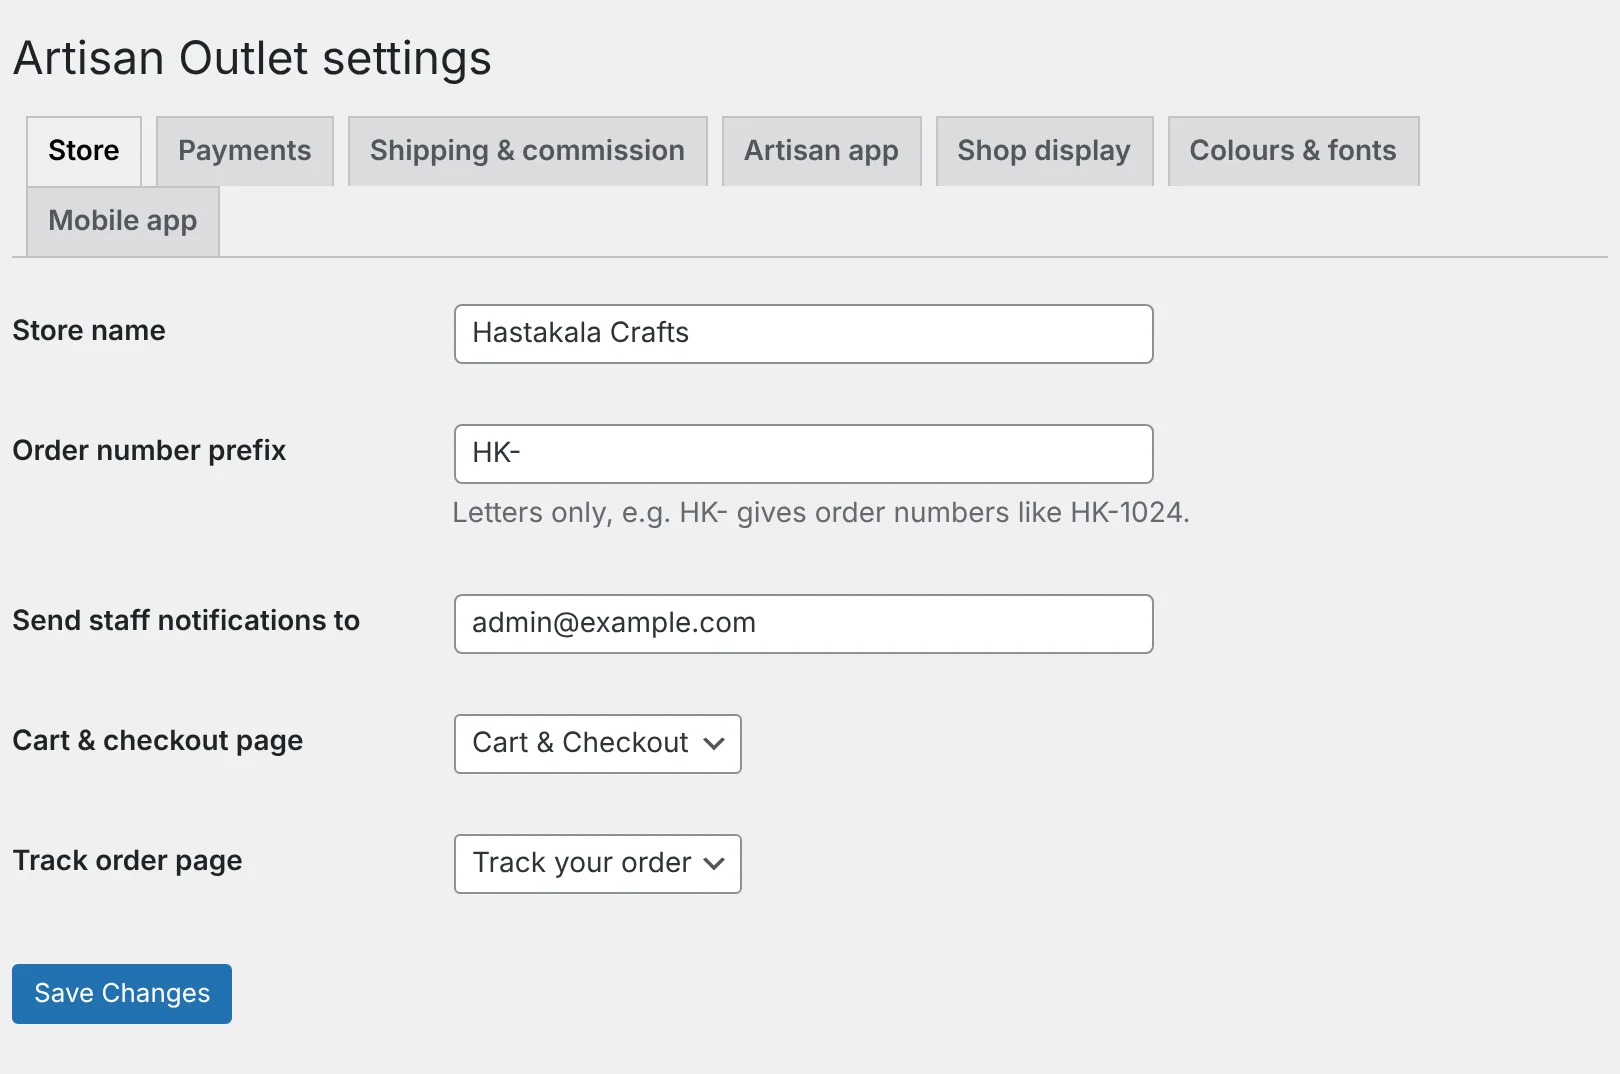 Artisan Outlet settings
Store
Payments
Shipping & commission
Artisan app
Shop display
Colours & fonts
Mobile app
Store name
Hastakala Crafts
Order number prefix
HK-
Letters only, e.g. HK- gives order numbers like HK-1024.
Send staff notifications to
admin@example.com
Cart & checkout page
Cart & Checkout
Track order page
Track your order
Save Changes